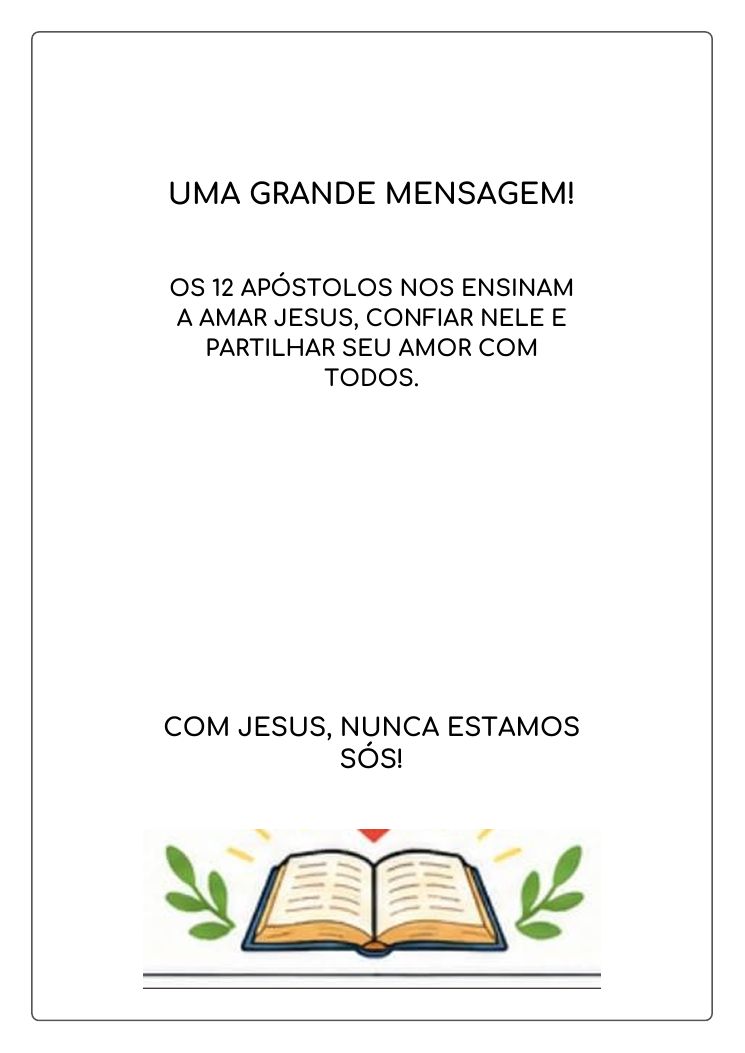 UMA GRANDE MENSAGEM!
OS 12 APÓSTOLOS NOS ENSINAM
A AMAR JESUS, CONFIAR NELE E
PARTILHAR SEU AMOR COM
TODOS.
COM JESUS, NUNCA ESTAMOS
SÓS!